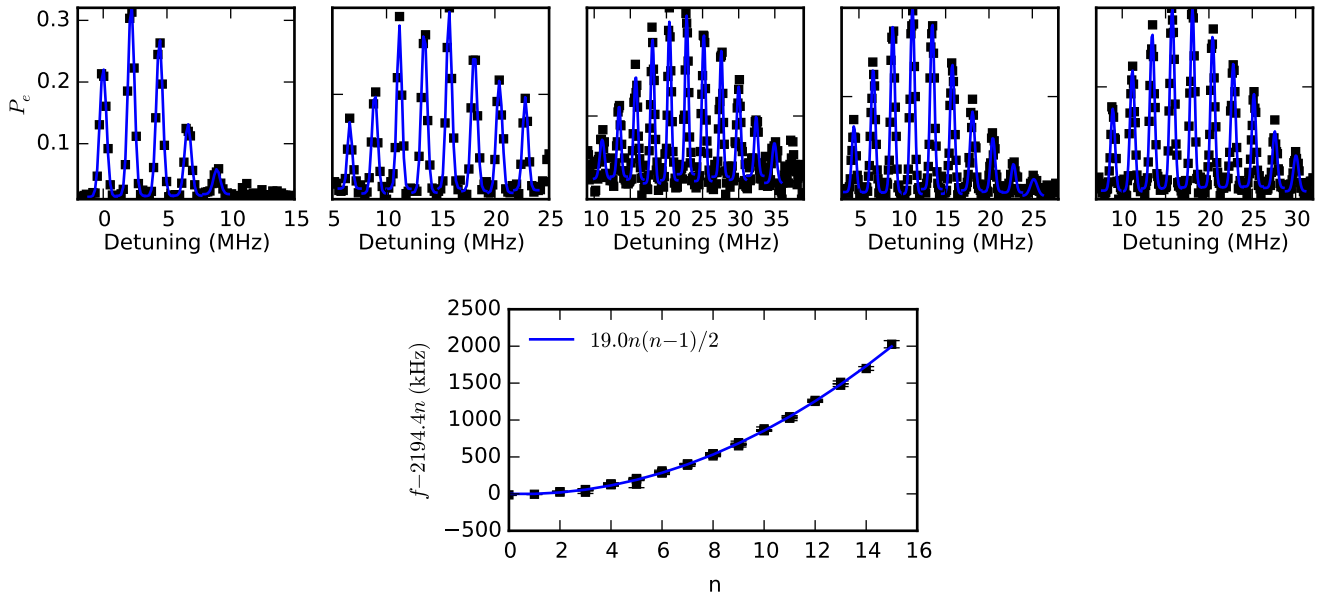 0.3
0.2
0.1
P_e
0 5 10 15
5 10 15 20 25
10 15 20 25 30 35
5 10 15 20 25
10 15 20 25 30
Detuning (MHz) Detuning (MHz) Detuning (MHz) Detuning (MHz) Detuning (MHz)
2500
2000
1500
1000
500
0
−500
19.0n(n−1)/2
f−2194.4n (kHz)
0 2 4 6 8 10 12 14 16
n